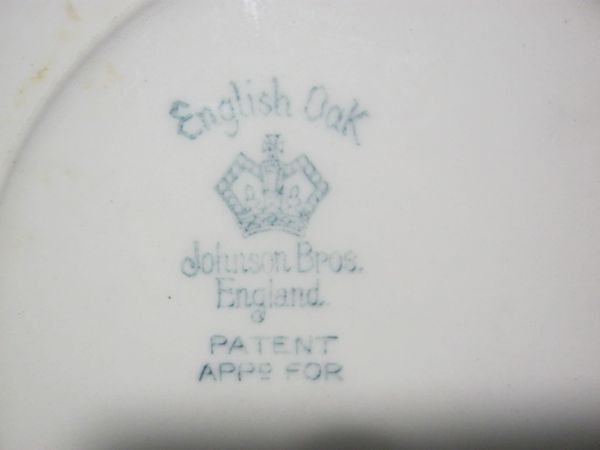 English Oak
Johnson Bros.
England.
PATENT
APPD FOR